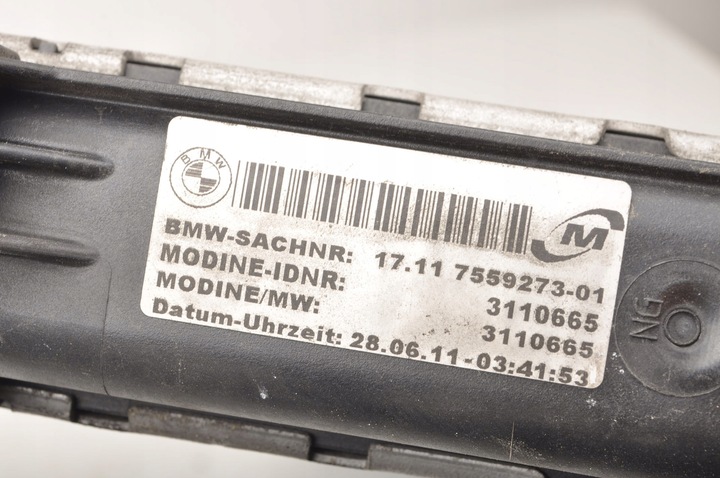 BMW
BMW-SACHNR: 17.11 7559273-01
MODINE-IDNR: 3110665
MODINE/MW: 3110665
Datum-Uhrzeit: 28.06.11-03:41:53
M
NG